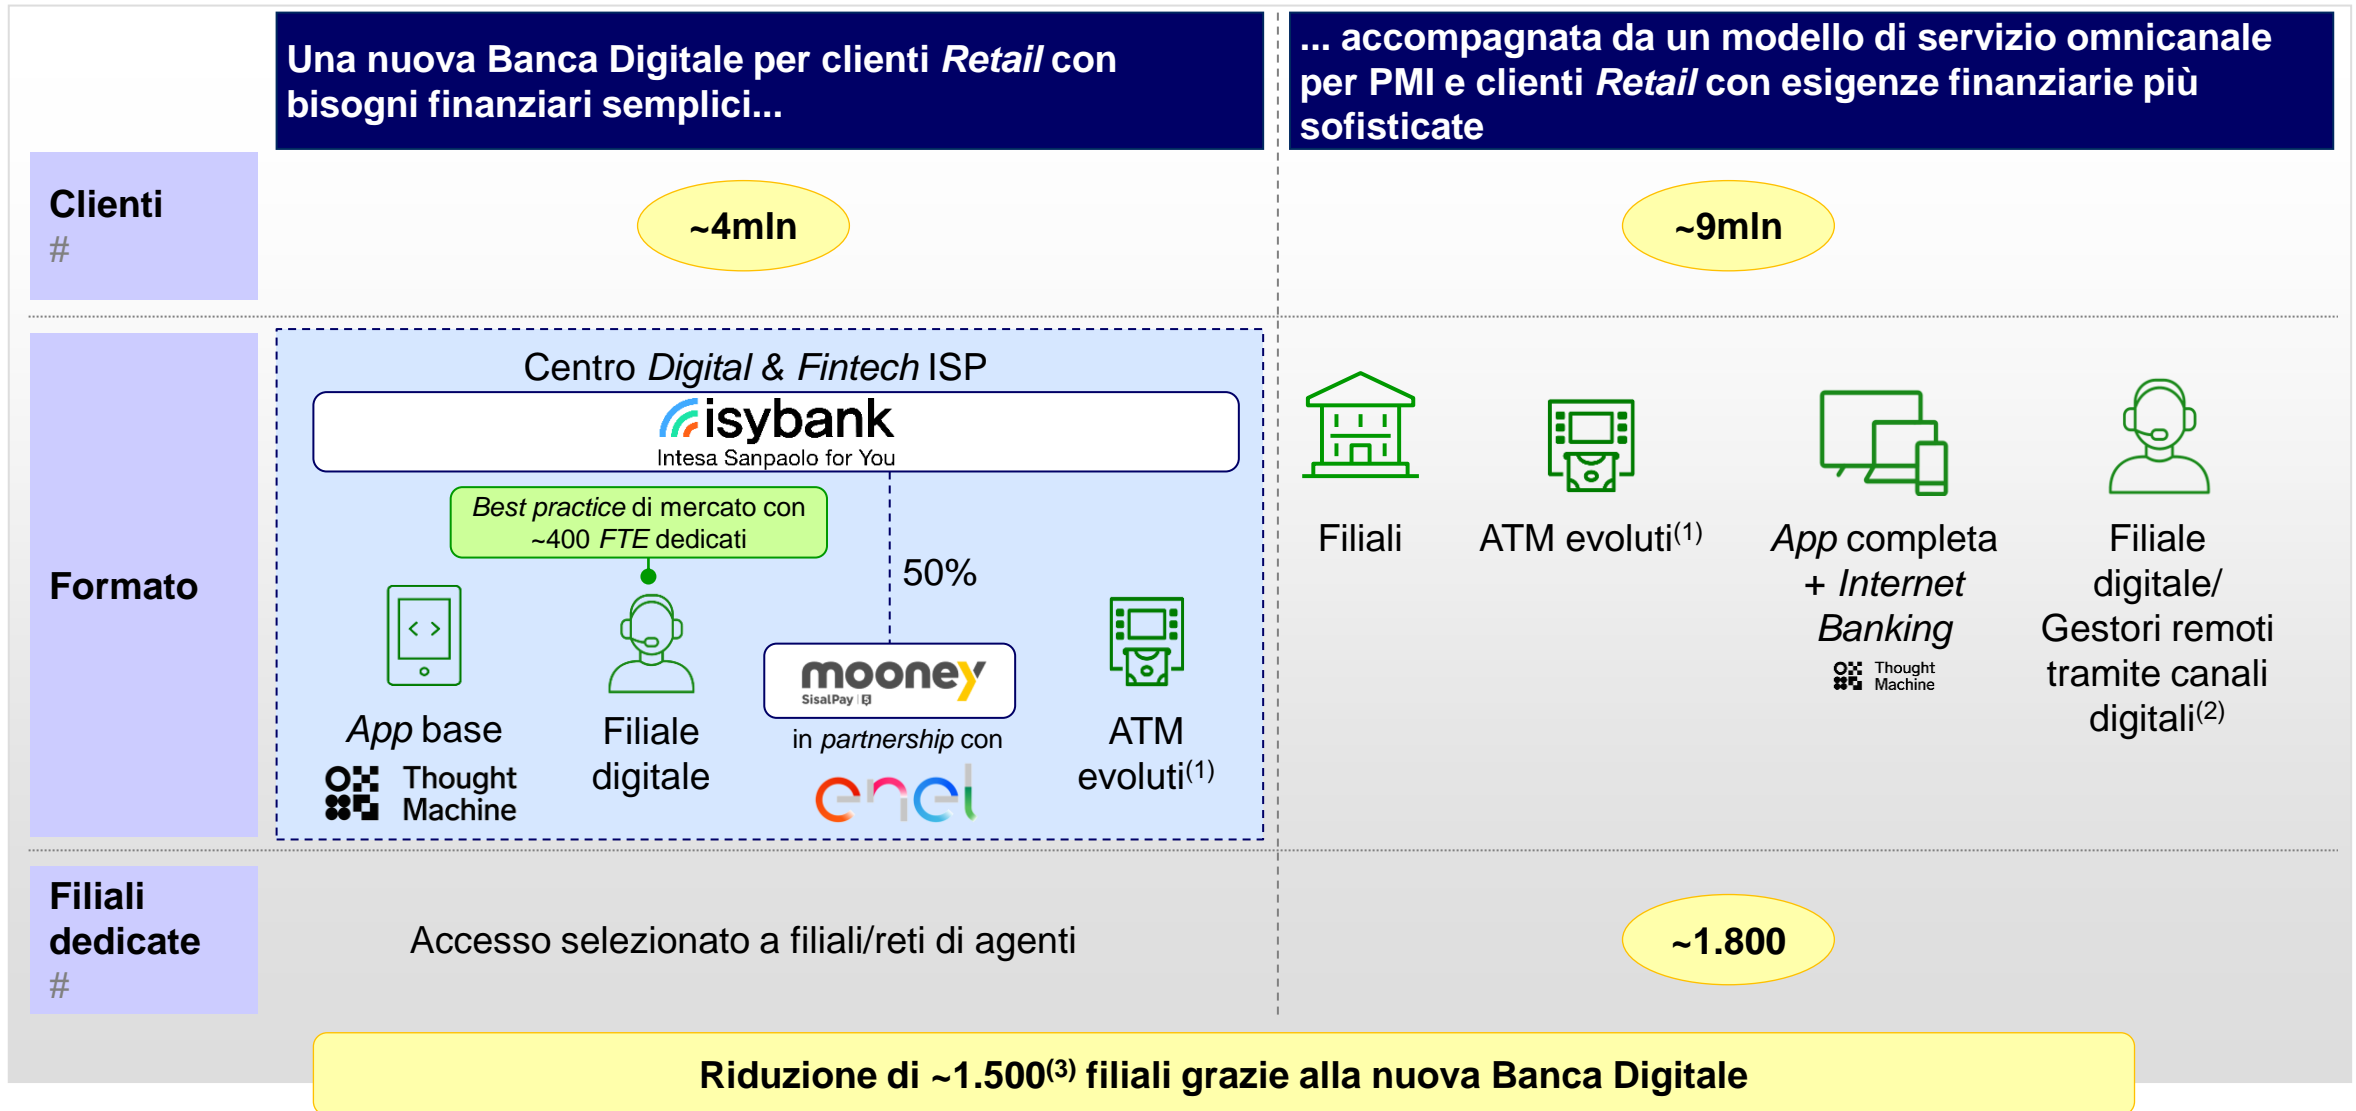 Una nuova Banca Digitale per clienti Retail con
bisogni finanziari semplici...
... accompagnata da un modello di servizio omnicanale
per PMI e clienti Retail con esigenze finanziarie più
sofisticate
Clienti
#
~4mln
~9mln
Formato
Centro Digital & Fintech ISP
isybank
Intesa Sanpaolo for You
Best practice di mercato con
~400 FTE dedicati
50%
App base
Thought
Machine
Filiale
digitale
mooney
SisalPay
in partnership con
enel
ATM
evoluti(1)
Filiali
ATM evoluti(1)
App completa
+ Internet
Banking
Thought
Machine
Filiale
digitale/
Gestori remoti
tramite canali
digitali(2)
Filiali
dedicate
#
Accesso selezionato a filiali/reti di agenti
~1.800
Riduzione di ~1.500(3) filiali grazie alla nuova Banca Digitale